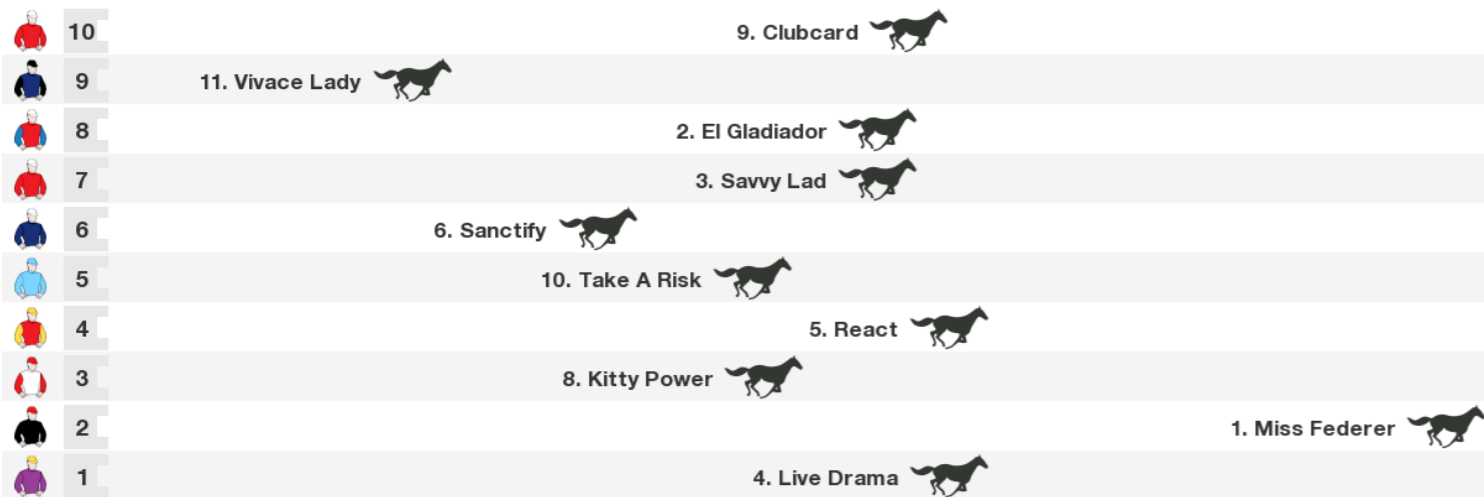 10 9. Clubcard
9 11. Vivace Lady
8 2. El Gladiador
7 3. Savvy Lad
6 6. Sanctify
5 10. Take A Risk
4 5. React
3 8. Kitty Power
2 1. Miss Federer
1 4. Live Drama